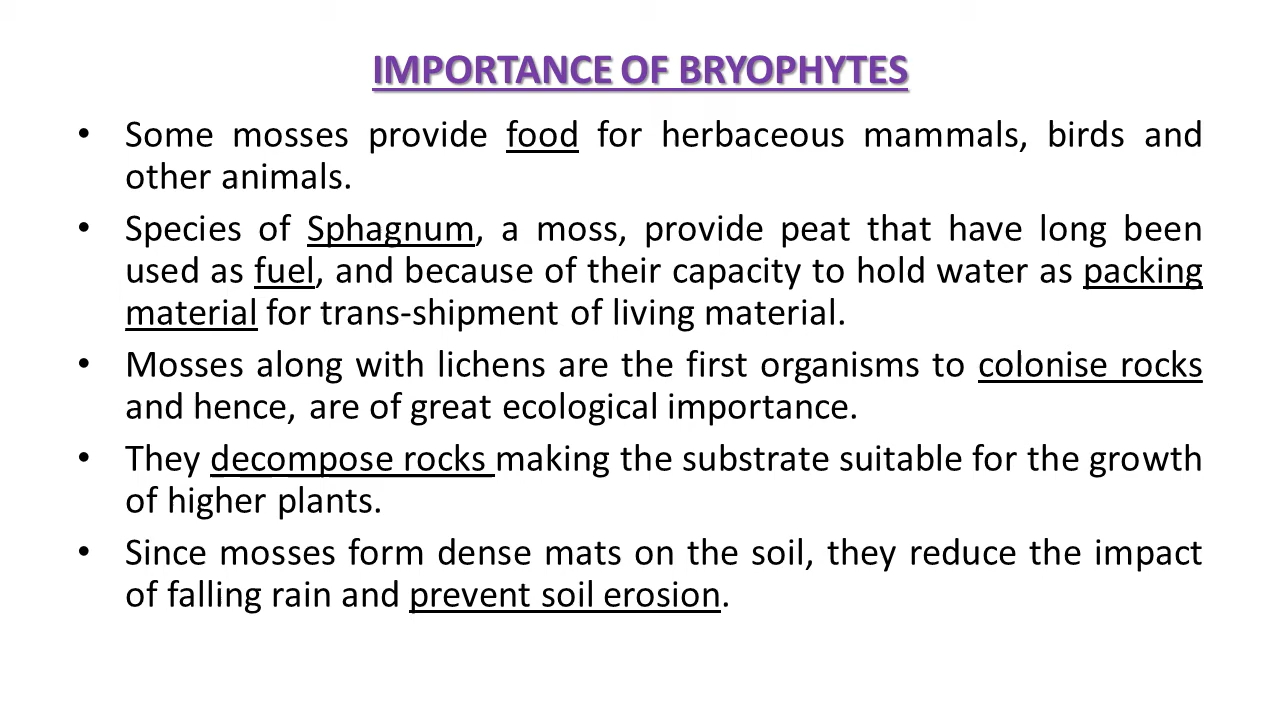 IMPORTANCE OF BRYOPHYTES
• Some mosses provide food for herbaceous mammals, birds and
other animals.
• Species of Sphagnum, a moss, provide peat that have long been
used as fuel, and because of their capacity to hold water as packing
material for trans-shipment of living material.
• Mosses along with lichens are the first organisms to colonise rocks
and hence, are of great ecological importance.
• They decompose rocks making the substrate suitable for the growth
of higher plants.
• Since mosses form dense mats on the soil, they reduce the impact
of falling rain and prevent soil erosion.